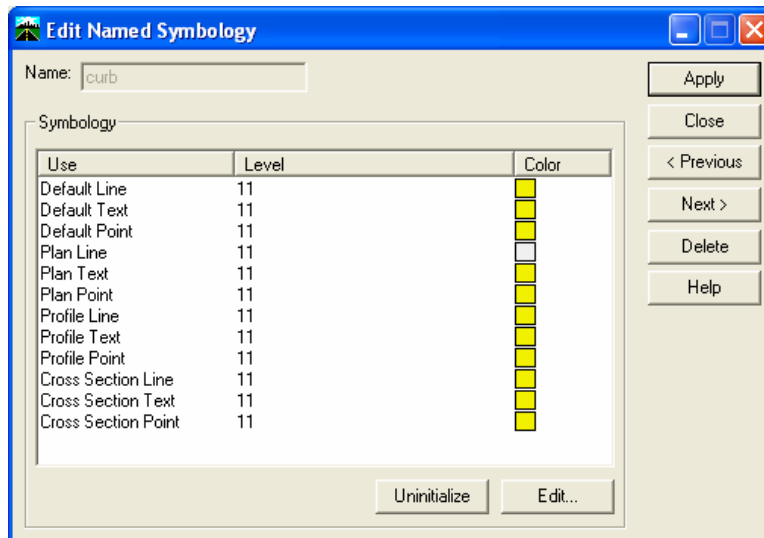 Edit Named Symbology
Name: curb
Apply
Symbology
Close
Use Level Color
< Previous
Default Line 11
Default Text 11
Next >
Default Point 11
Plan Line 11
Delete
Plan Text 11
Plan Point 11
Help
Profile Line 11
Profile Text 11
Profile Point 11
Cross Section Line 11
Cross Section Text 11
Cross Section Point 11
Uninitialize Edit...